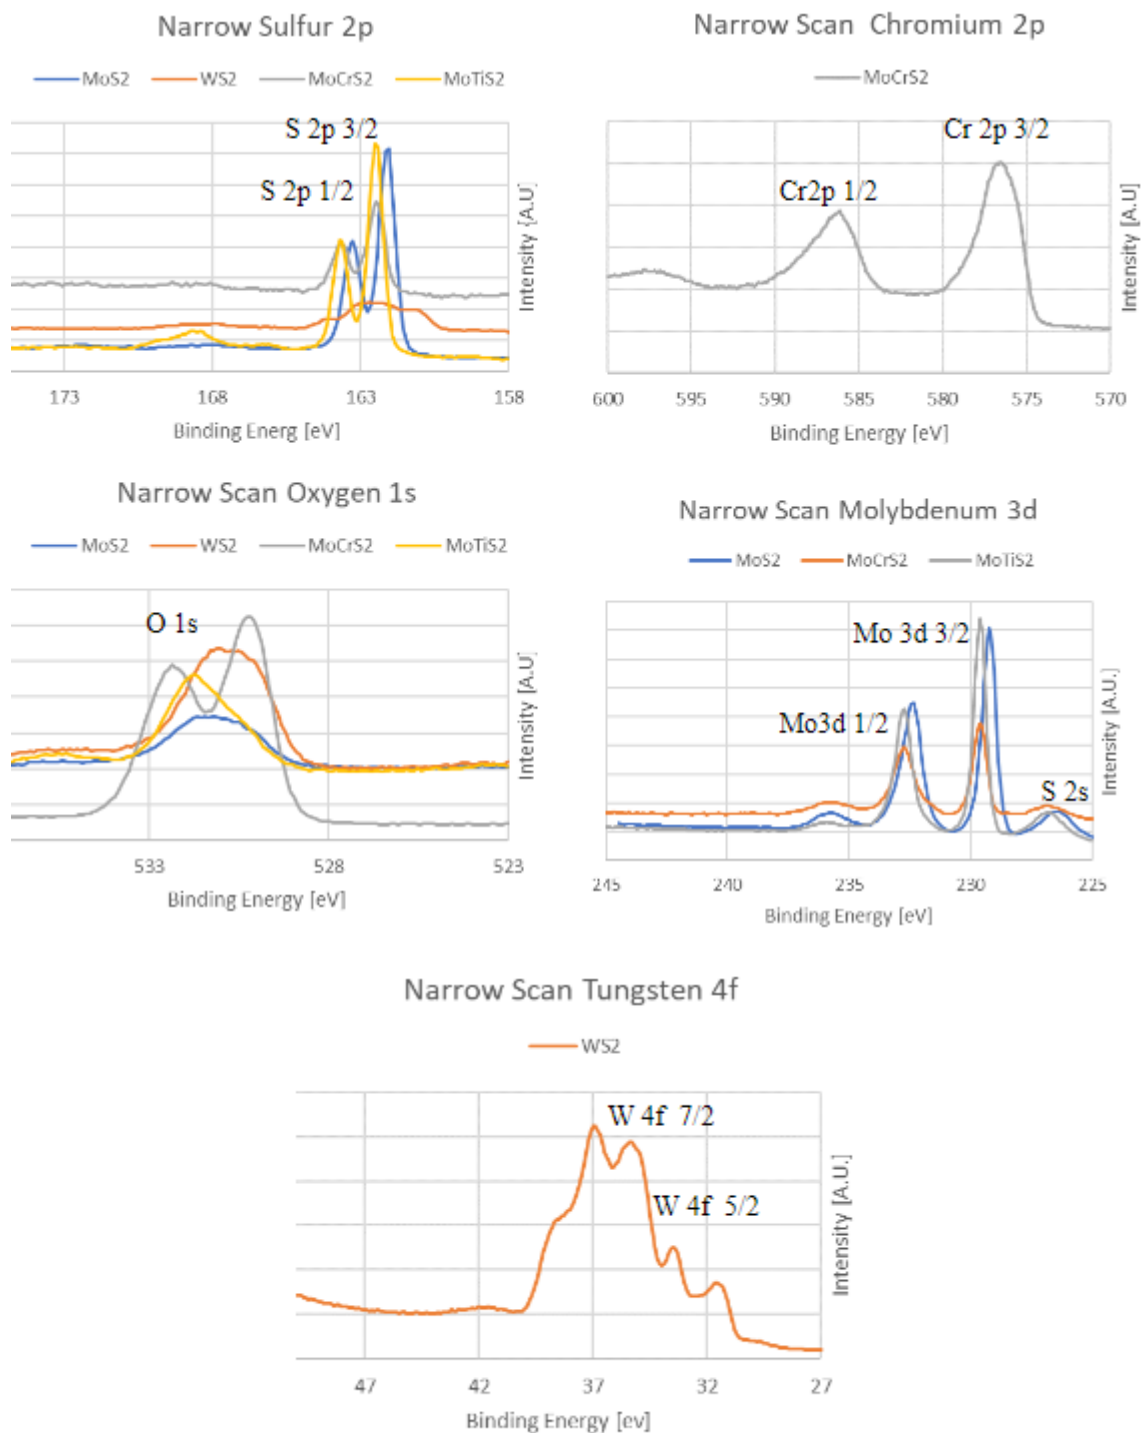 Narrow Sulfur 2p
MoS2 WS2 MoCrS2 MoTiS2
S 2p 3/2
S 2p 1/2
Intensity {A.U]
173 168 163 158
Binding Energ [eV]
Narrow Scan Chromium 2p
MoCrS2
Cr 2p 3/2
Cr2p 1/2
Intensity [A.U]
600 595 590 585 580 575 570
Binding Energy [eV]
Narrow Scan Oxygen 1s
MoS2 WS2 MoCrS2 MoTiS2
O 1s
Intensity [A.U]
533 528 523
Binding Energy [eV]
Narrow Scan Molybdenum 3d
MoS2 MoCrS2 MoTiS2
Mo 3d 3/2
Mo3d 1/2
S 2s
Intensity [A.U.]
245 240 235 230 225
Binding Energy [eV]
Narrow Scan Tungsten 4f
WS2
W 4f 7/2
W 4f 5/2
Intensity [A.U.]
47 42 37 32 27
Binding Energy [ev]